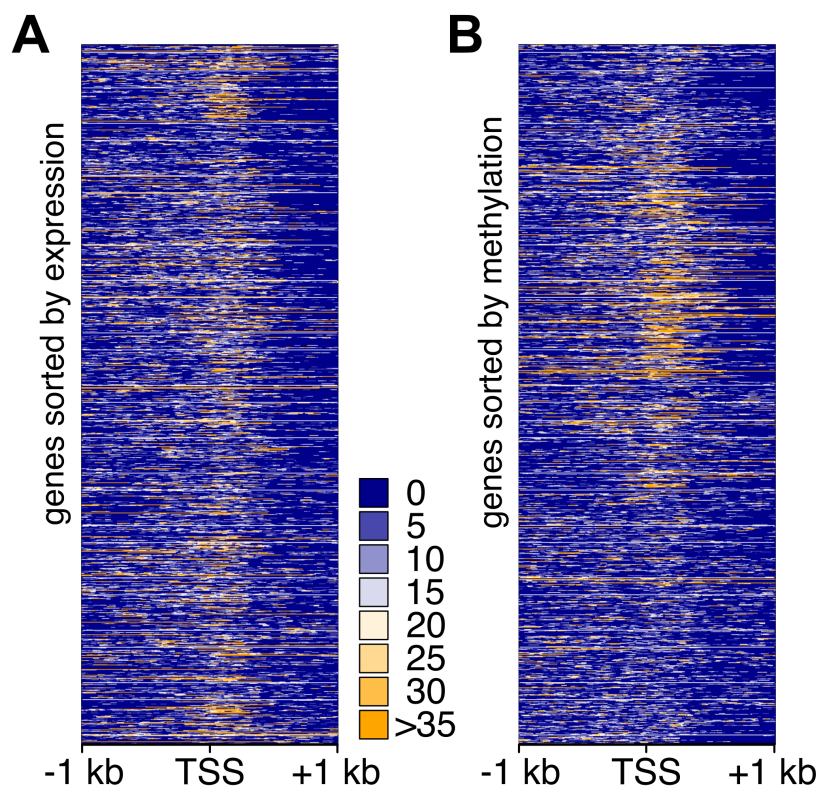 A
genes sorted by expression
-1 kb TSS +1 kb
0
5
10
15
20
25
30
>35
B
genes sorted by methylation
-1 kb TSS +1 kb